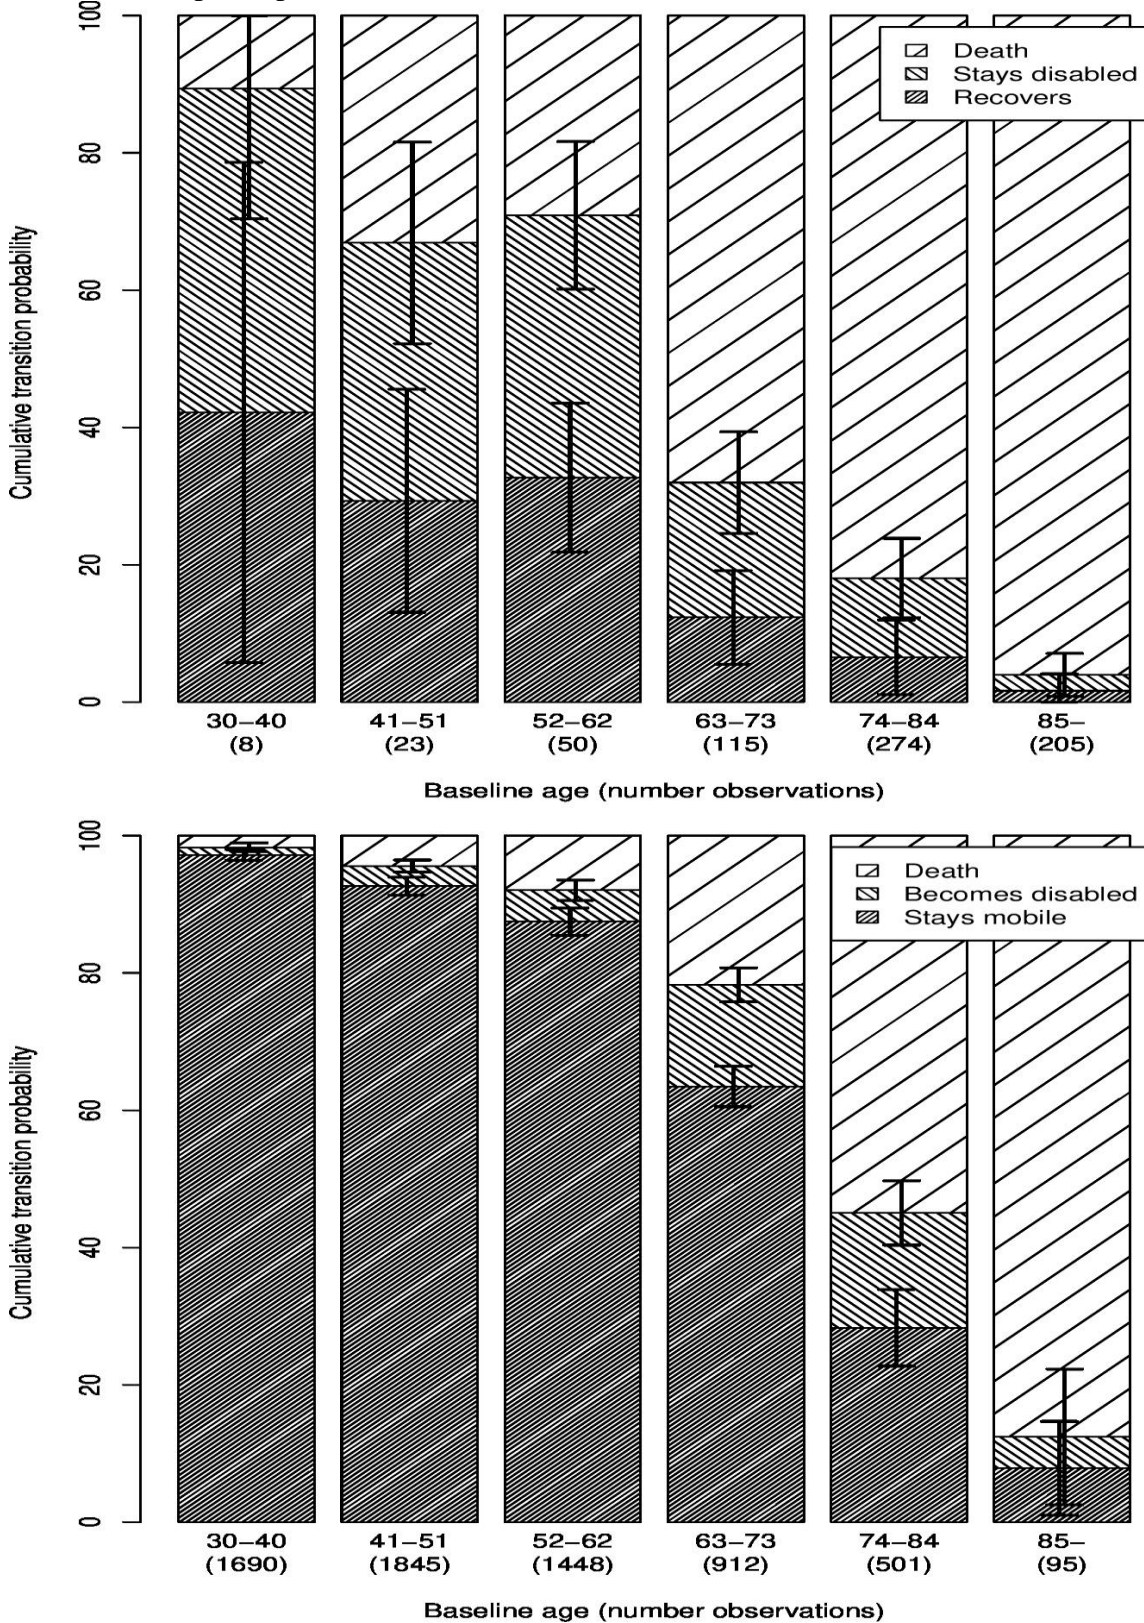 100
80
60
40
20
0
Cumulative transition probability
Death
Stays disabled
Recovers
30–40 41–51 52–62 63–73 74–84 85–
(8) (23) (50) (115) (274) (205)
Baseline age (number observations)
100
80
60
40
20
0
Cumulative transition probability
Death
Becomes disabled
Stays mobile
30–40 41–51 52–62 63–73 74–84 85–
(1690) (1845) (1448) (912) (501) (95)
Baseline age (number observations)